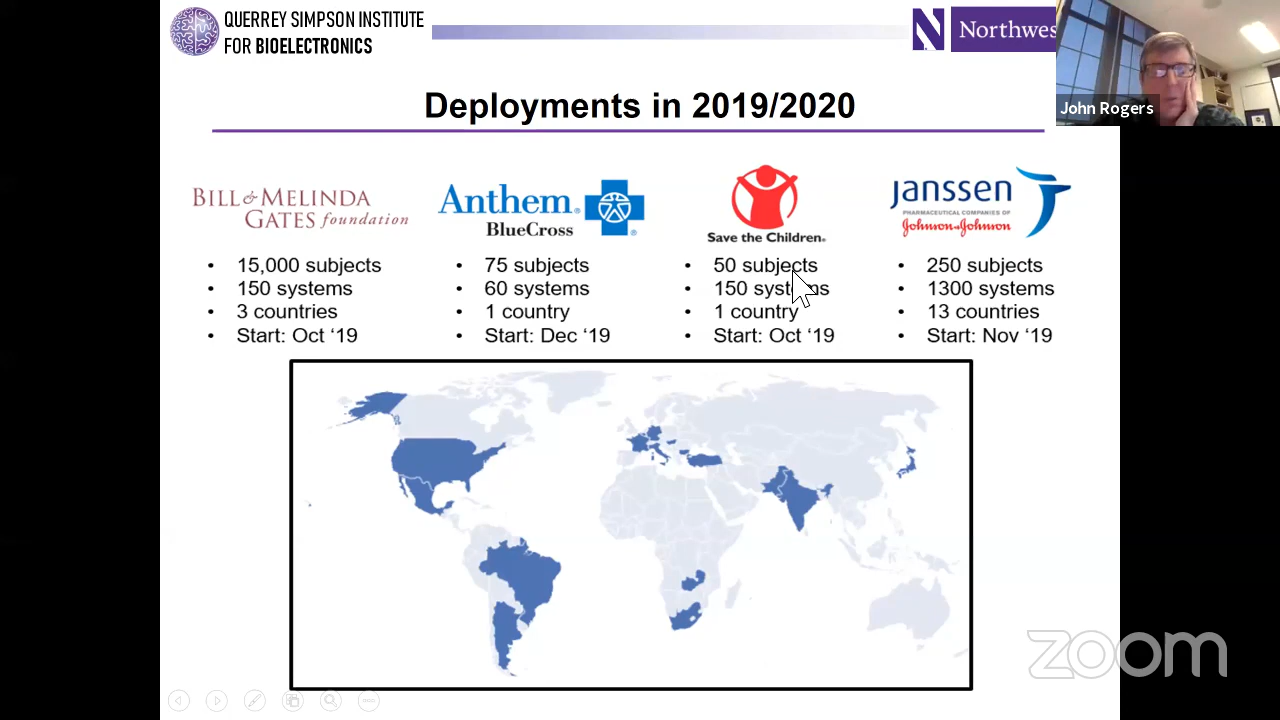 QUERREY SIMPSON INSTITUTE
FOR BIOELECTRONICS
Northwes
John Rogers
Deployments in 2019/2020
BILL & MELINDA
GATES foundation
Anthem®
BlueCross
Save the Children®
janssen
PHARMACEUTICAL COMPANIES OF
Johnson & Johnson
• 15,000 subjects
• 150 systems
• 3 countries
• Start: Oct ‘19
• 75 subjects
• 60 systems
• 1 country
• Start: Dec ‘19
• 50 subjects
• 150 systems
• 1 country
• Start: Oct ‘19
• 250 subjects
• 1300 systems
• 13 countries
• Start: Nov ‘19
zoom